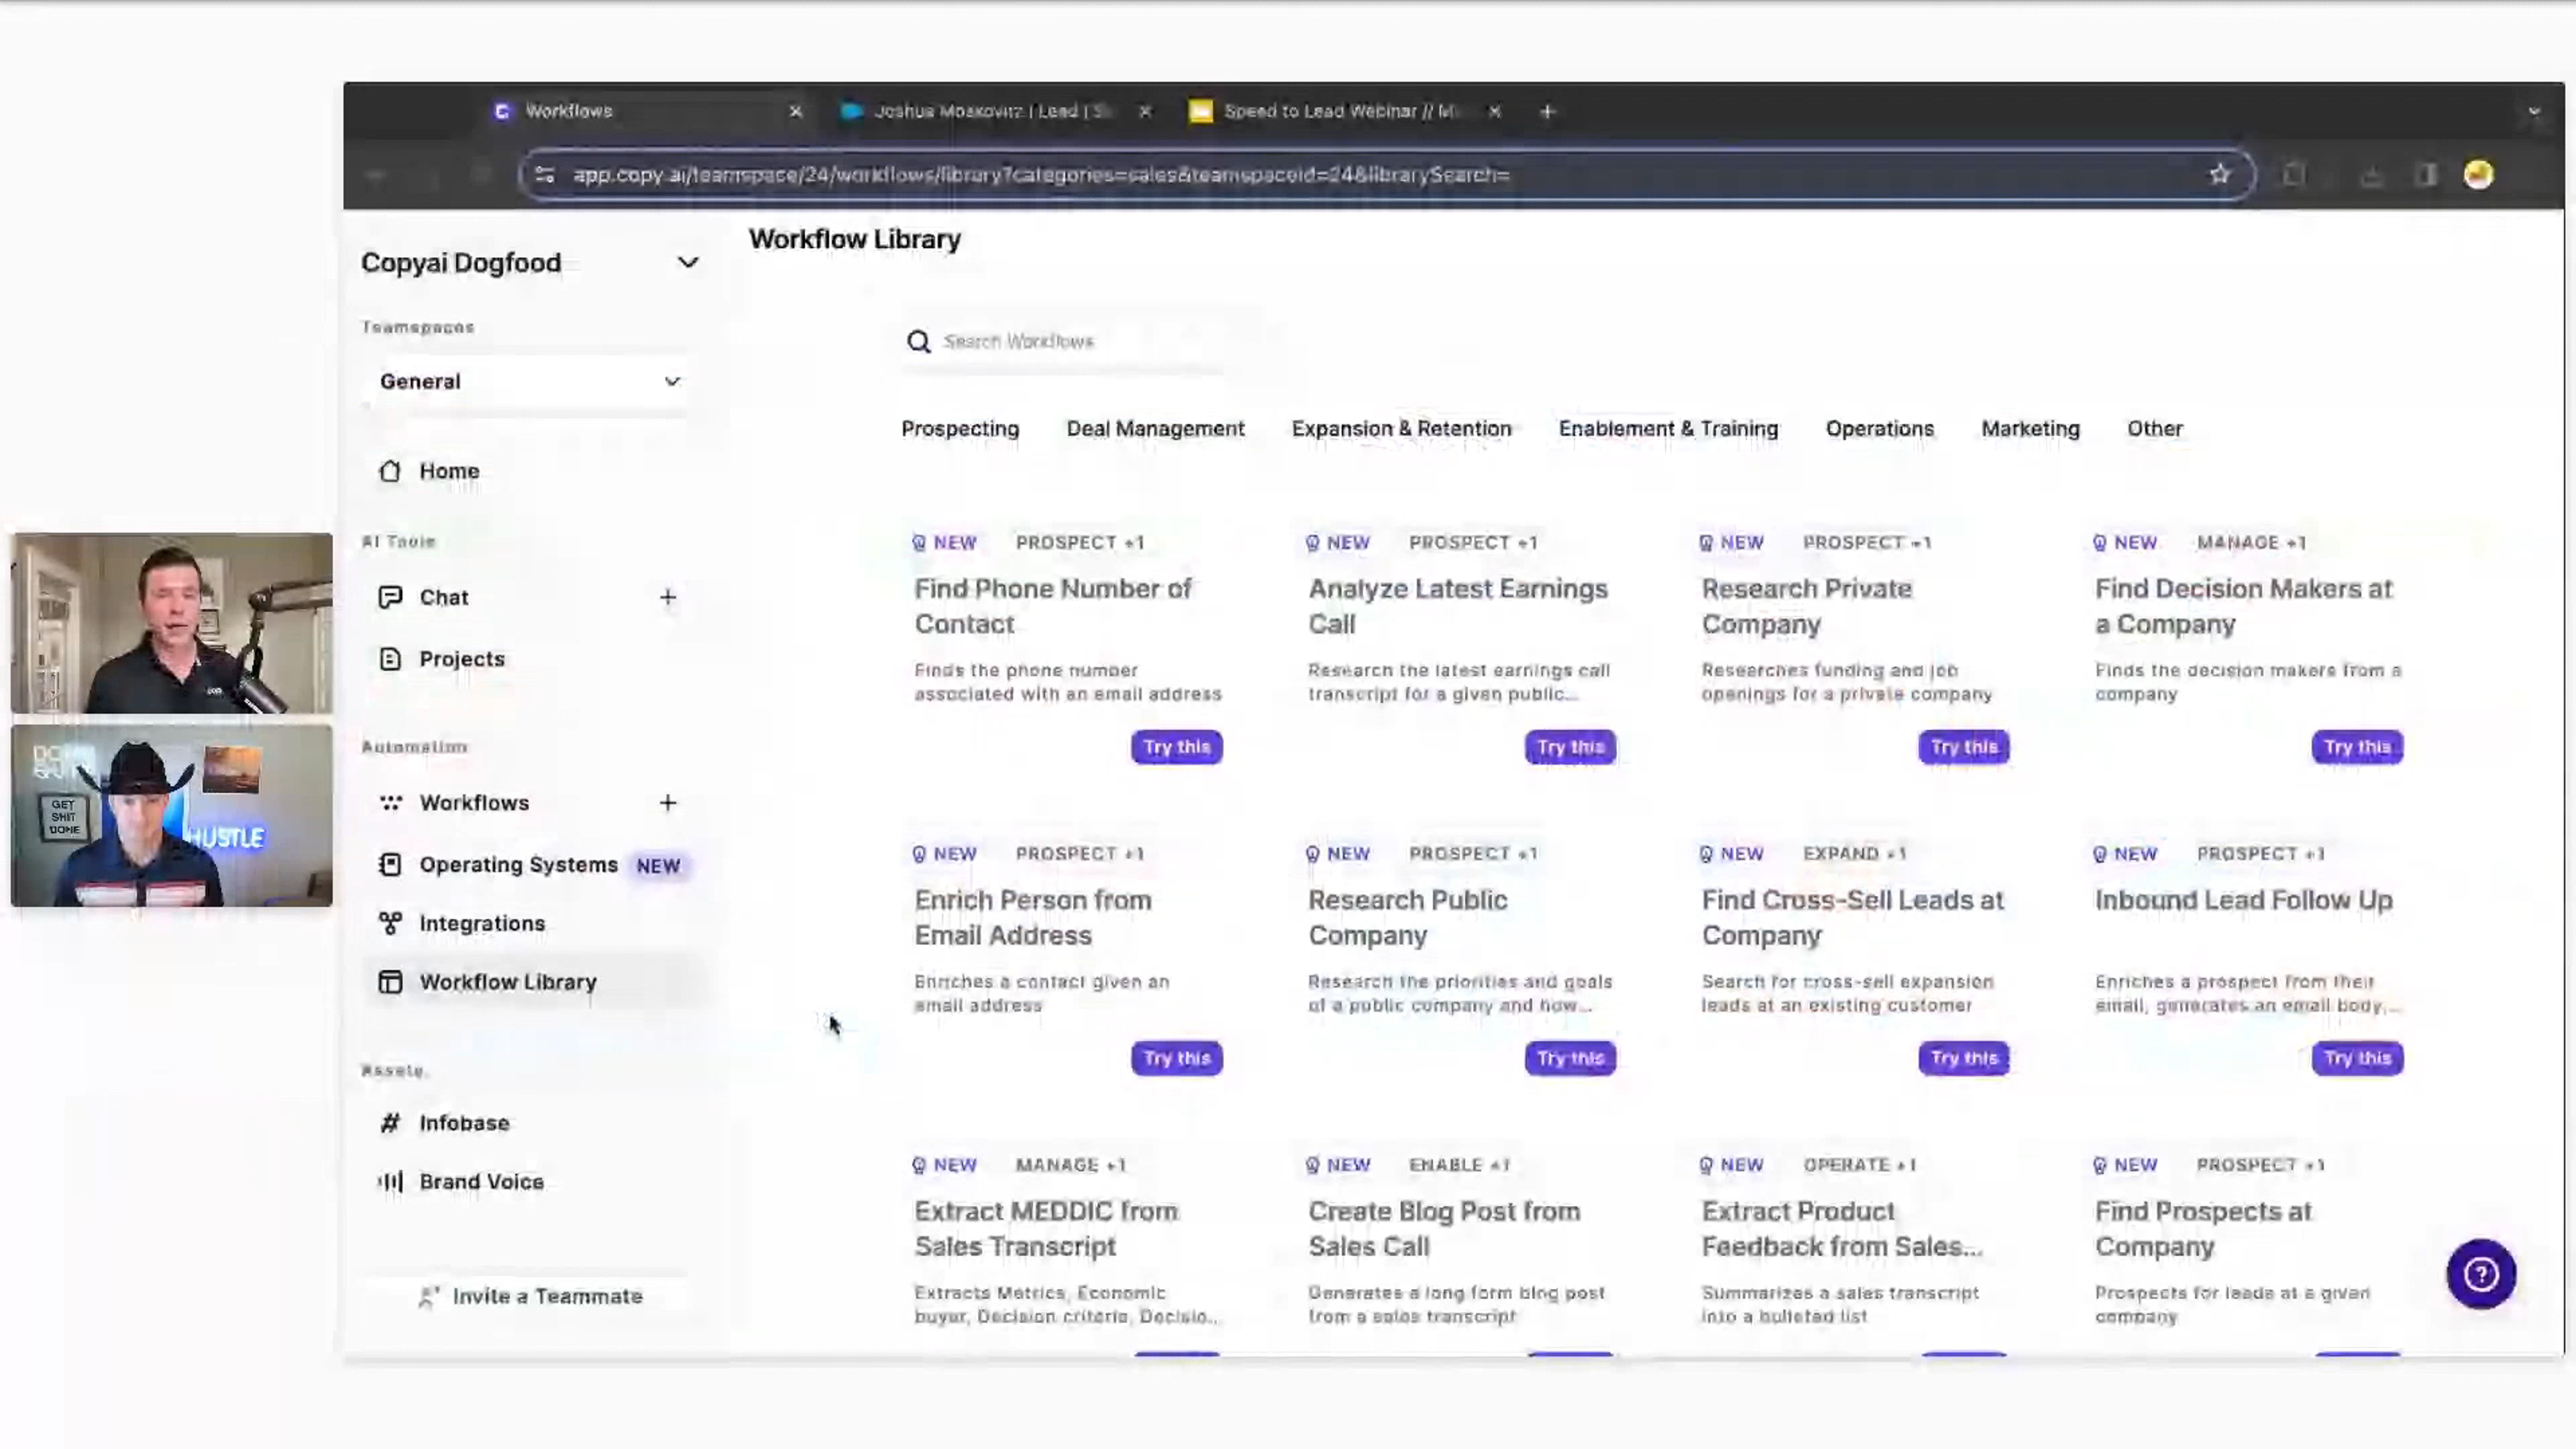 Workflows
Joshua Moskovitz | Lead | S
Speed to Lead Webinar // M
app.copy.ai/teamspace/24/workflows/library?categories=sales&teamspaceId=24&librarySearch=
Copyai Dogfood
Workflow Library
Teamspaces
General
Search Workflows
Prospecting
Deal Management
Expansion & Retention
Enablement & Training
Operations
Marketing
Other
Home
AI Tools
Chat
Projects
Automation
Workflows
Operating Systems NEW
Integrations
Workflow Library
Assets
Infobase
Brand Voice
Invite a Teammate
NEW PROSPECT +1
Find Phone Number of
Contact
Finds the phone number
associated with an email address
Try this
NEW PROSPECT +1
Analyze Latest Earnings
Call
Research the latest earnings call
transcript for a given public...
Try this
NEW PROSPECT +1
Research Private
Company
Researches funding and job
openings for a private company
Try this
NEW MANAGE +1
Find Decision Makers at
a Company
Finds the decision makers from a
company
Try this
NEW PROSPECT +1
Enrich Person from
Email Address
Enriches a contact given an
email address
Try this
NEW PROSPECT +1
Research Public
Company
Research the priorities and goals
of a public company and how...
Try this
NEW EXPAND +1
Find Cross-Sell Leads at
Company
Search for cross-sell expansion
leads at an existing customer
Try this
NEW PROSPECT +1
Inbound Lead Follow Up
Enriches a prospect from their
email, generates an email body,...
Try this
NEW MANAGE +1
Extract MEDDIC from
Sales Transcript
Extracts Metrics, Economic
buyer, Decision criteria, Decisio...
NEW ENABLE +1
Create Blog Post from
Sales Call
Generates a long form blog post
from a sales transcript
NEW OPERATE +1
Extract Product
Feedback from Sales...
Summarizes a sales transcript
into a bulleted list
NEW PROSPECT +1
Find Prospects at
Company
Prospects for leads at a given
company
GET
SHIT
DONE
HUSTLE